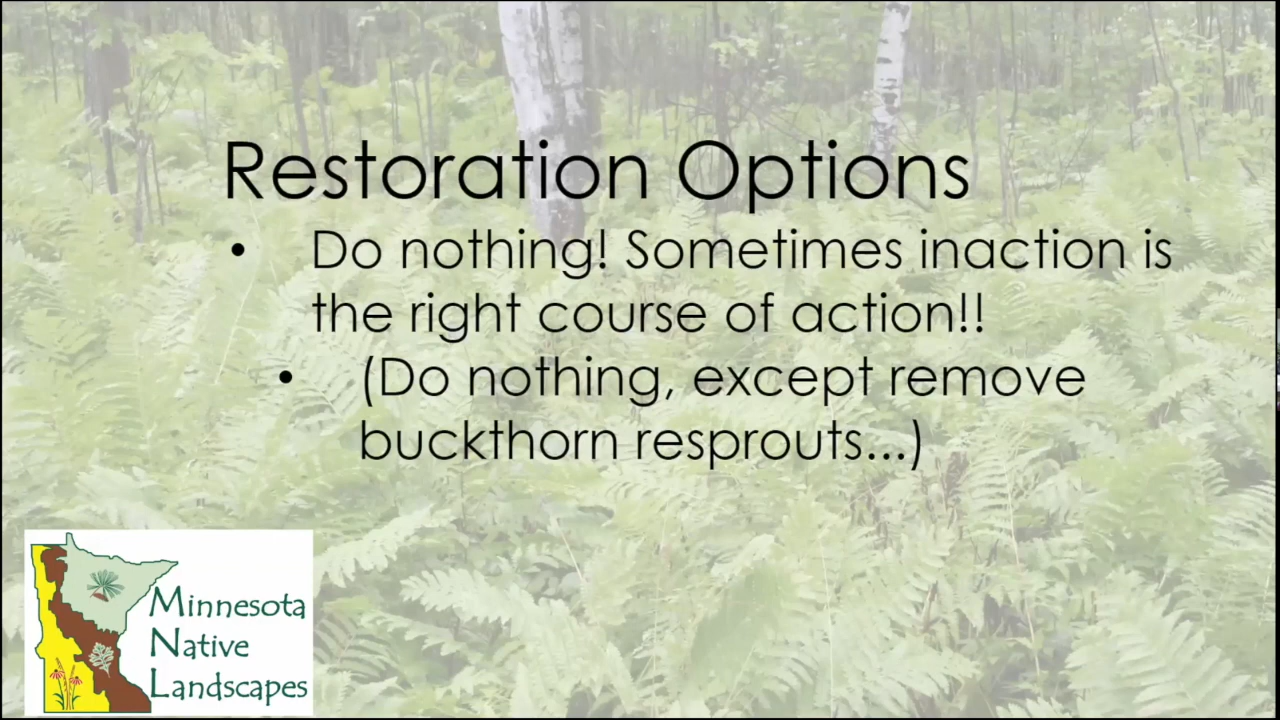 Restoration Options
• Do nothing! Sometimes inaction is
the right course of action!!
• (Do nothing, except remove
buckthorn resprouts...)
Minnesota
Native
Landscapes